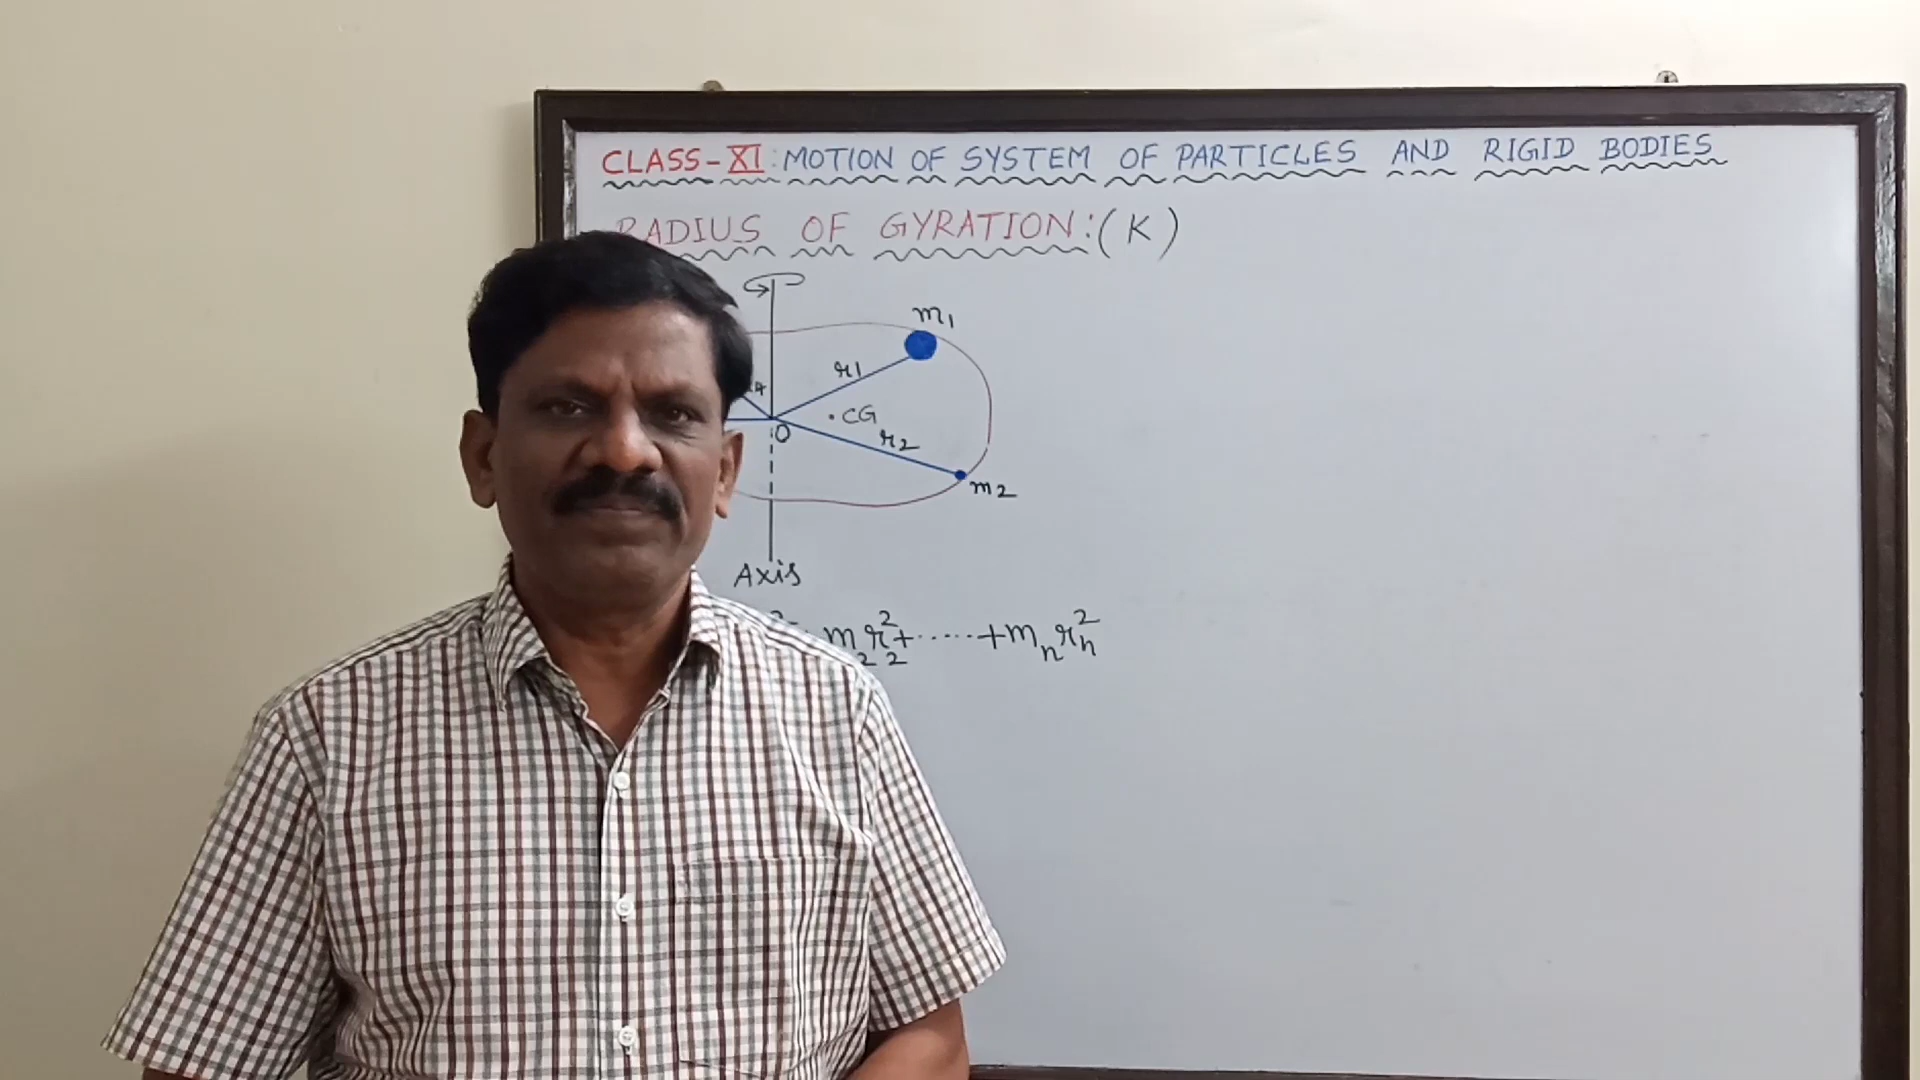 CLASS-XI: MOTION OF SYSTEM OF PARTICLES AND RIGID BODIES
RADIUS OF GYRATION:(K)
m1
r1
.CG
O
r2
m2
Axis
m2r2²+......+mnrn²